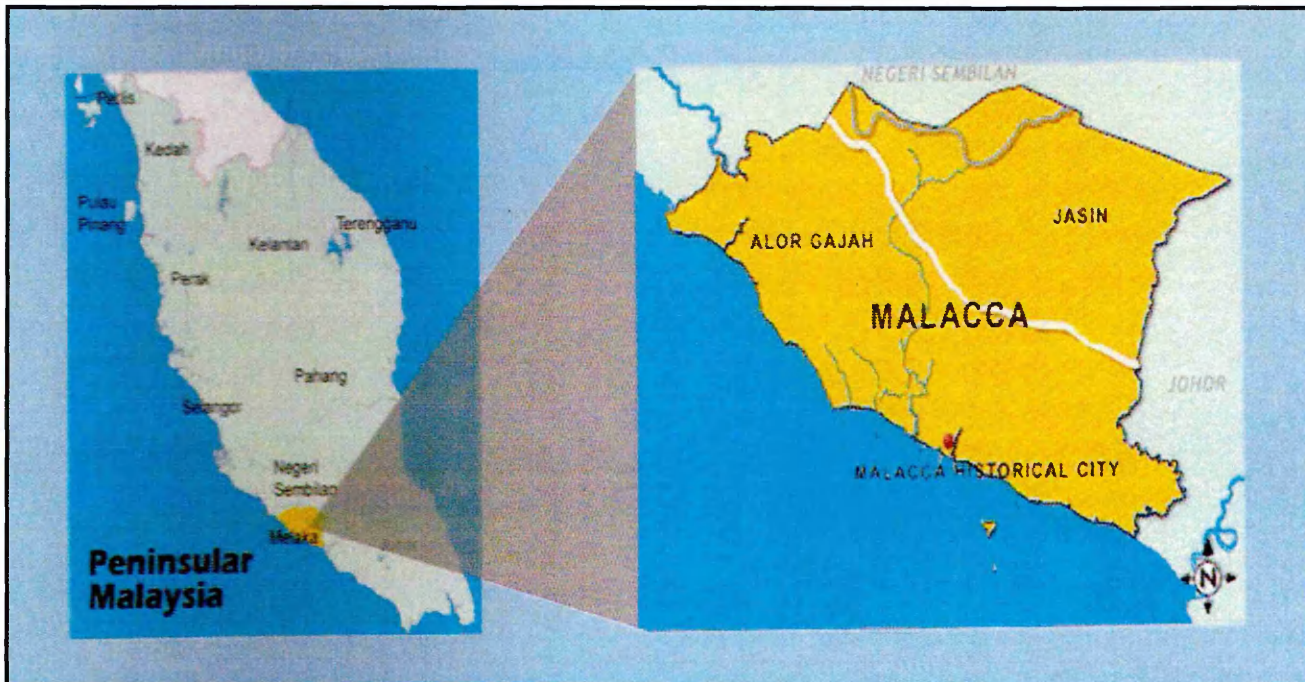 Perlis
Kedah
Pulau
Pinang
Terengganu
Kelantan
Perak
Pahang
Selangor
Negeri
Sembilan
Melaka
Peninsular
Malaysia
NEGERI SEMBILAN
JASIN
ALOR GAJAH
MALACCA
JOHOR
MALACCA HISTORICAL CITY
N